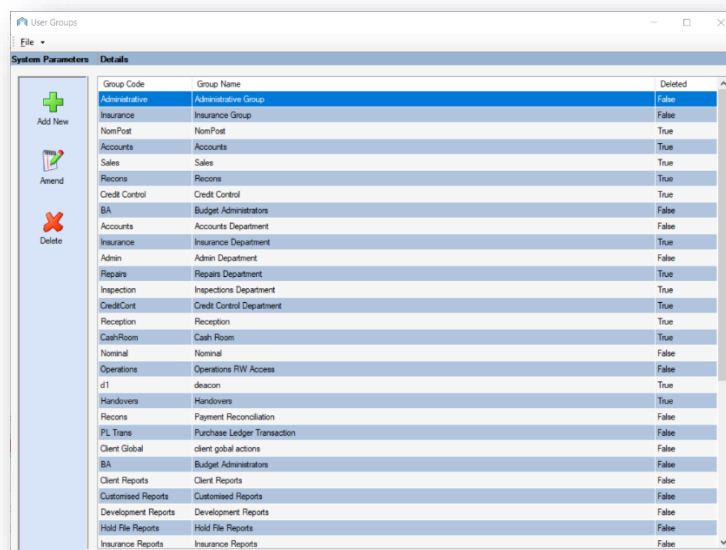 User Groups
File
System Parameters Details
Add New
Amend
Delete
Group Code Group Name Deleted
Administrative Administrative Group False
Insurance Insurance Group False
NomPost NomPost True
Accounts Accounts True
Sales Sales True
Recons Recons True
Credit Control Credit Control True
BA Budget Administrators False
Accounts Accounts Department False
Insurance Insurance Department True
Admin Admin Department False
Repairs Repairs Department True
Inspection Inspections Department True
CreditCont Credit Control Department True
Reception Reception True
CashRoom Cash Room True
Nominal Nominal False
Operations Operations RW Access False
d1 deacon True
Handovers Handovers True
Recons Payment Reconciliation False
PL Trans Purchase Ledger Transaction False
Client Global client gobal actions False
BA Budget Administrators False
Client Reports Client Reports False
Customised Reports Customised Reports False
Development Reports Development Reports False
Hold File Reports Hold File Reports False
Insurance Reports Insurance Reports False